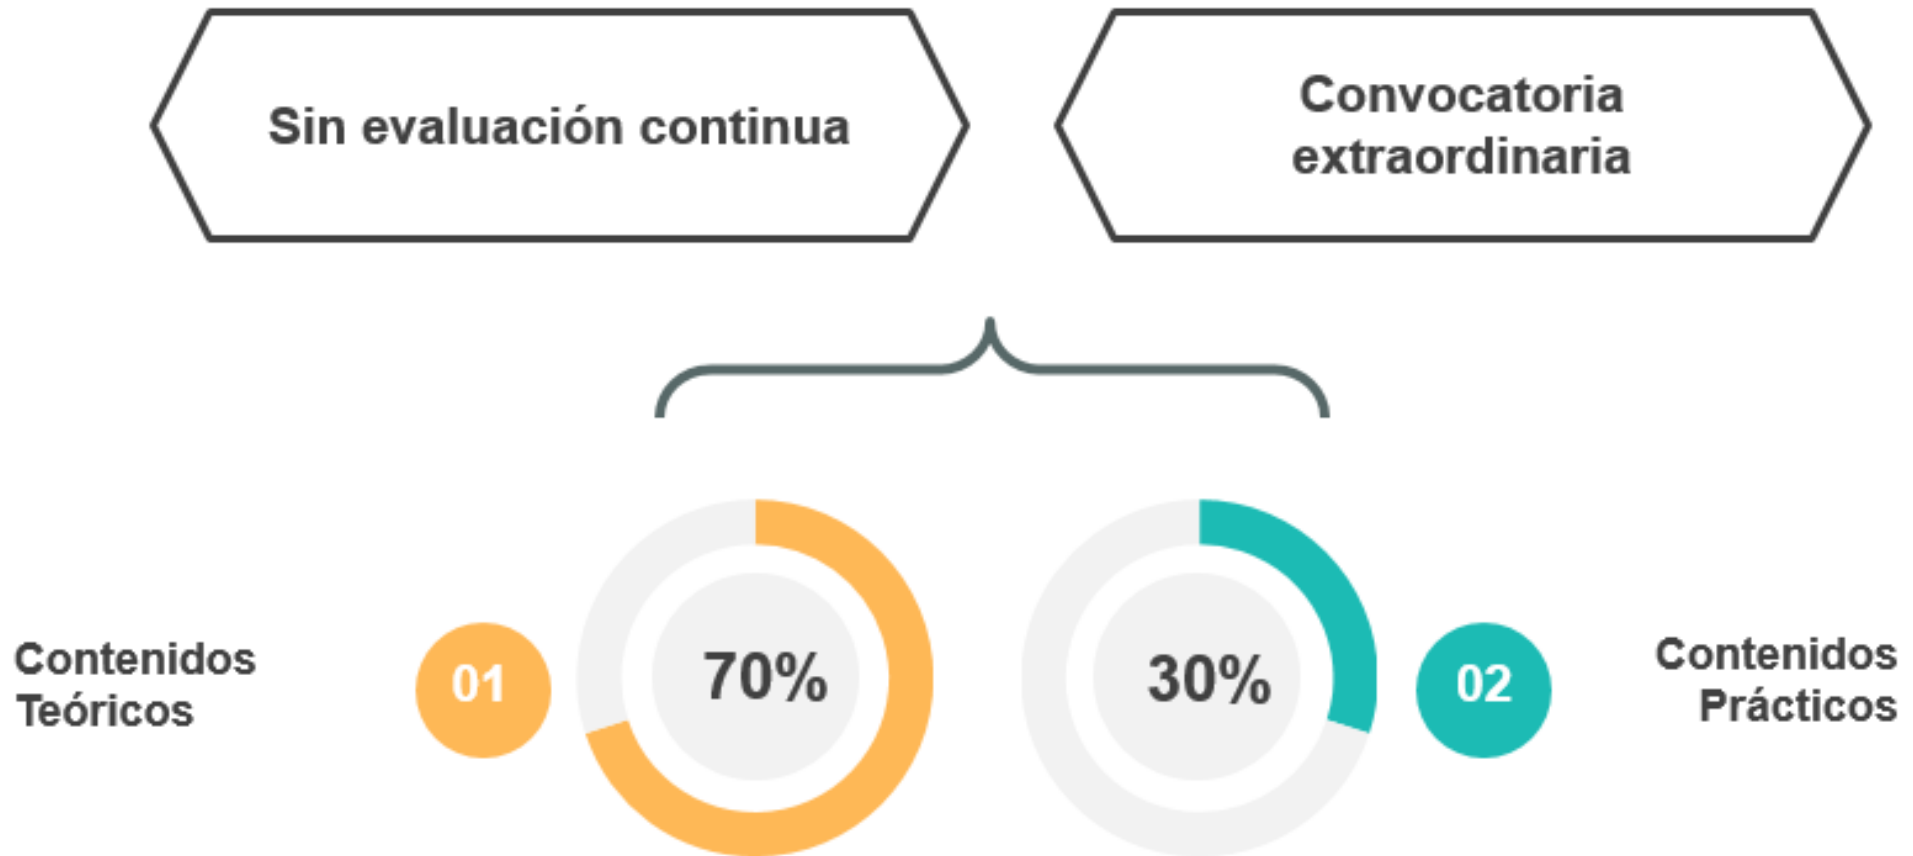 Sin evaluación continua
Convocatoria
extraordinaria
Contenidos
Teóricos
01
70%
30%
02
Contenidos
Prácticos